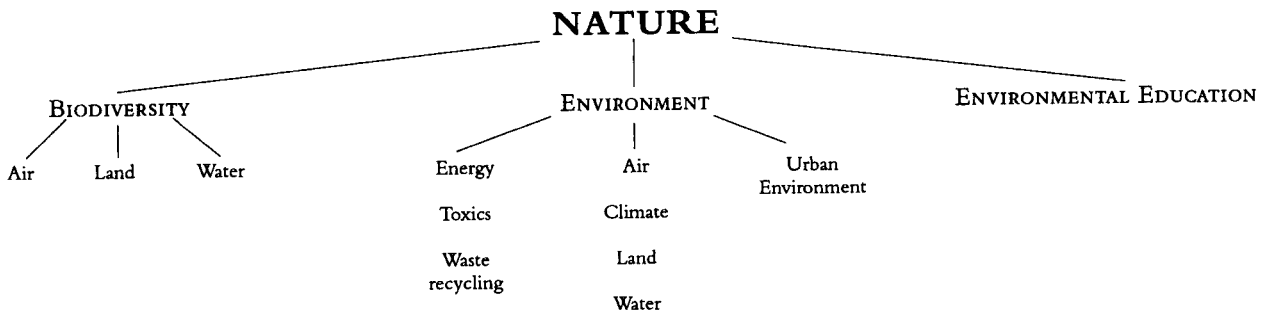 NATURE
BIODIVERSITY
Air
Land
Water
ENVIRONMENT
Energy
Toxics
Waste
recycling
Air
Climate
Land
Water
Urban
Environment
ENVIRONMENTAL EDUCATION